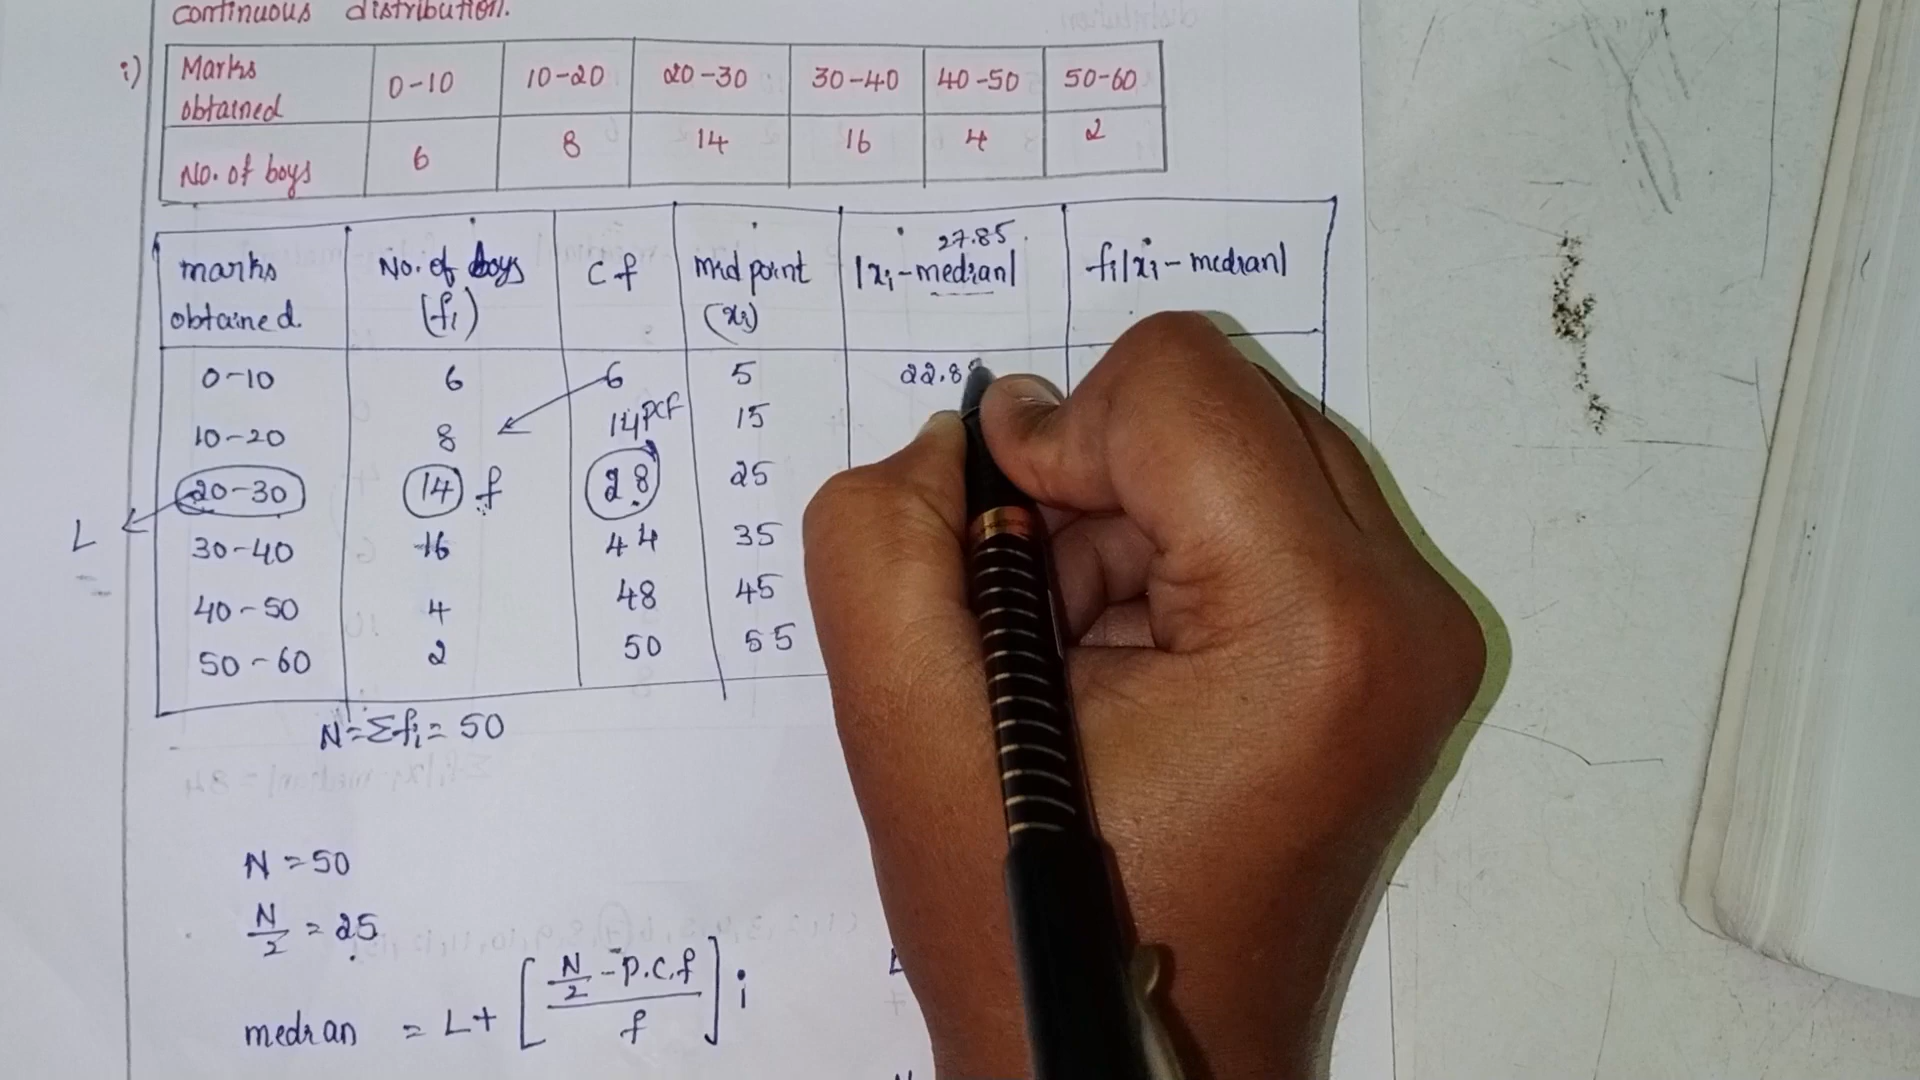 continuous distribution.
i) Marks obtained 0-10 10-20 20-30 30-40 40-50 50-60
No. of boys 6 8 14 16 4 2
27.85
marks obtained. No. of boys (fi) C f Mid point (xi) |xi - median| fi|xi - median|
0-10 6 6 5 22.8
10-20 8 14 PCF 15
20-30 14 f 28 25
L
30-40 16 44 35
40-50 4 48 45
50-60 2 50 55
N = Σfi = 50
N = 50
N/2 = 25
median = L + [N/2 - p.c.f / f] i